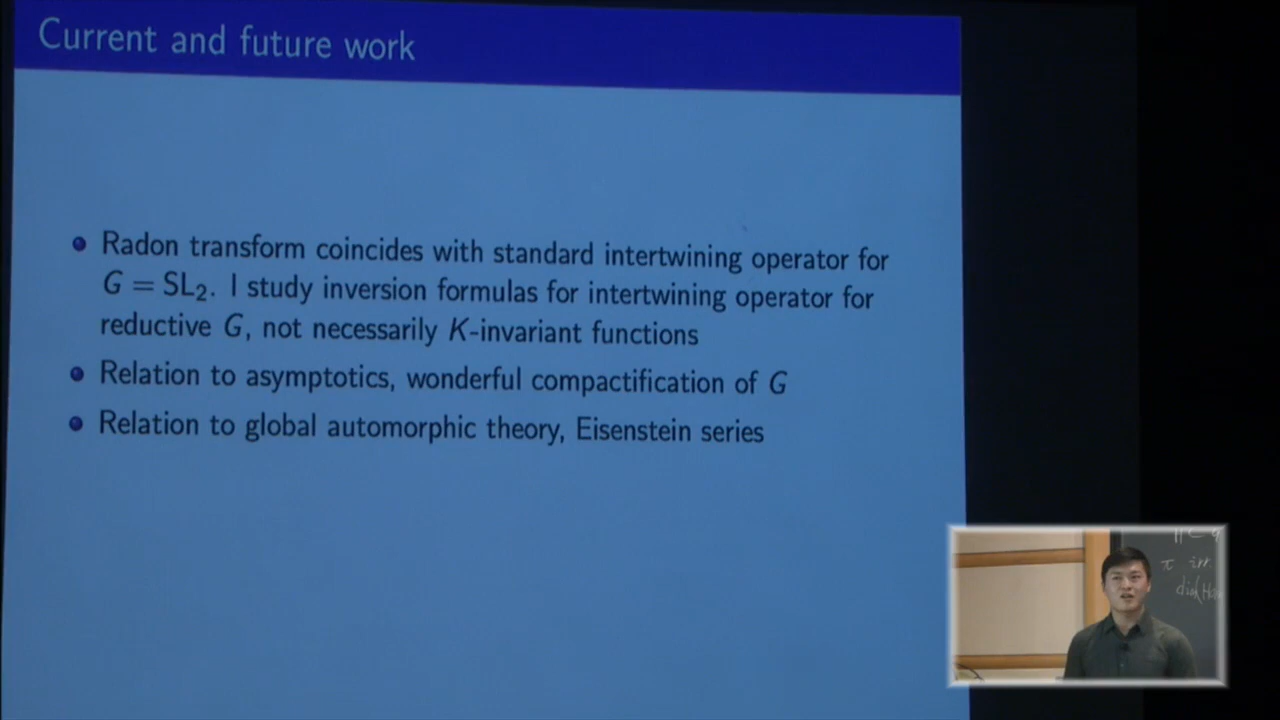 Current and future work
Radon transform coincides with standard intertwining operator for
G = SL₂. I study inversion formulas for intertwining operator for
reductive G, not necessarily K-invariant functions
Relation to asymptotics, wonderful compactification of G
Relation to global automorphic theory, Eisenstein series
π irr.